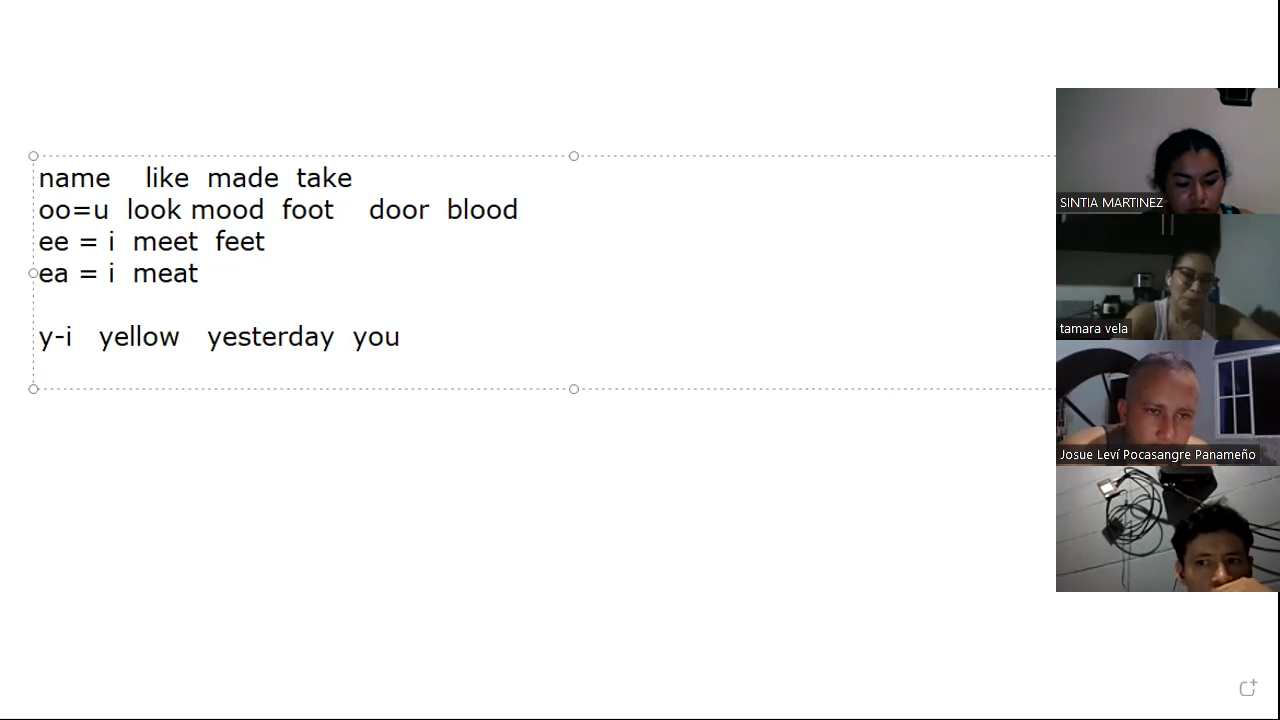 name like made take
oo=u look mood foot door blood
ee = i meet feet
ea = i meat
y-i yellow yesterday you
SINTIA MARTINEZ
tamara vela
Josue Leví Pocasangre Panameño